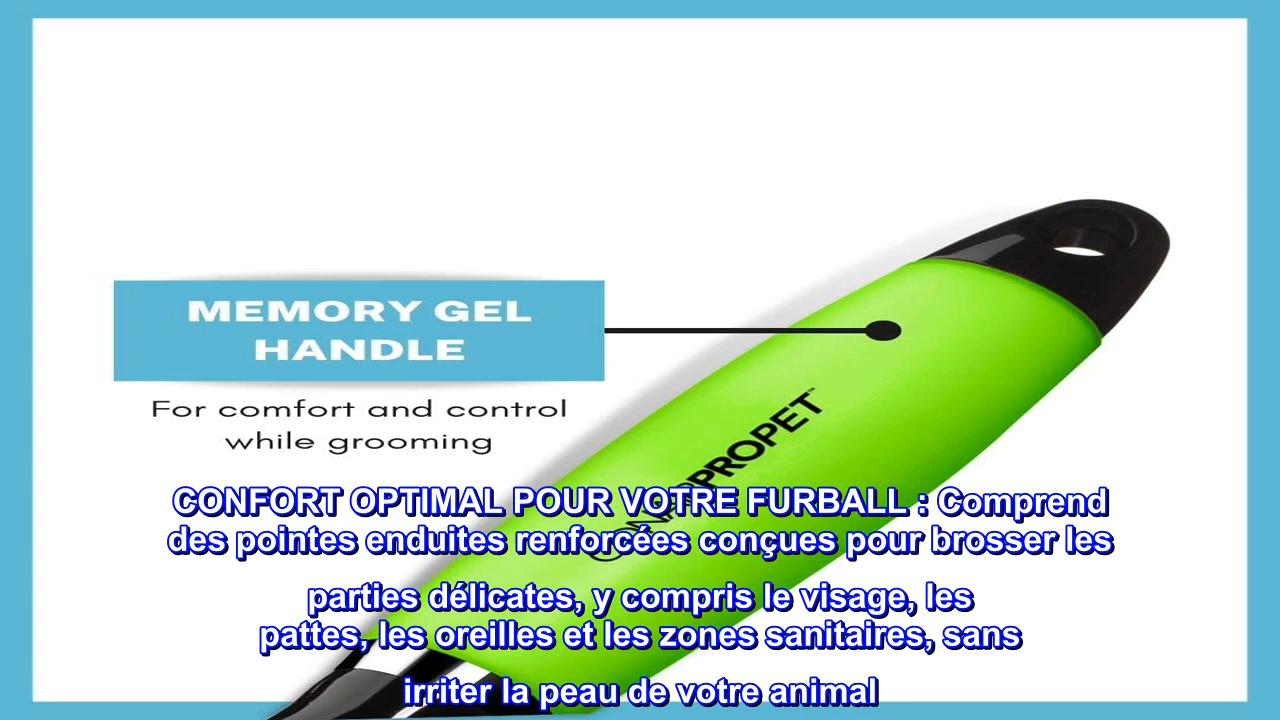 MEMORY GEL
HANDLE
For comfort and control
while grooming
PROPET™
CONFORT OPTIMAL POUR VOTRE FURBALL : Comprend
des pointes enduites renforcées conçues pour brosser les
parties délicates, y compris le visage, les
pattes, les oreilles et les zones sanitaires, sans
irriter la peau de votre animal